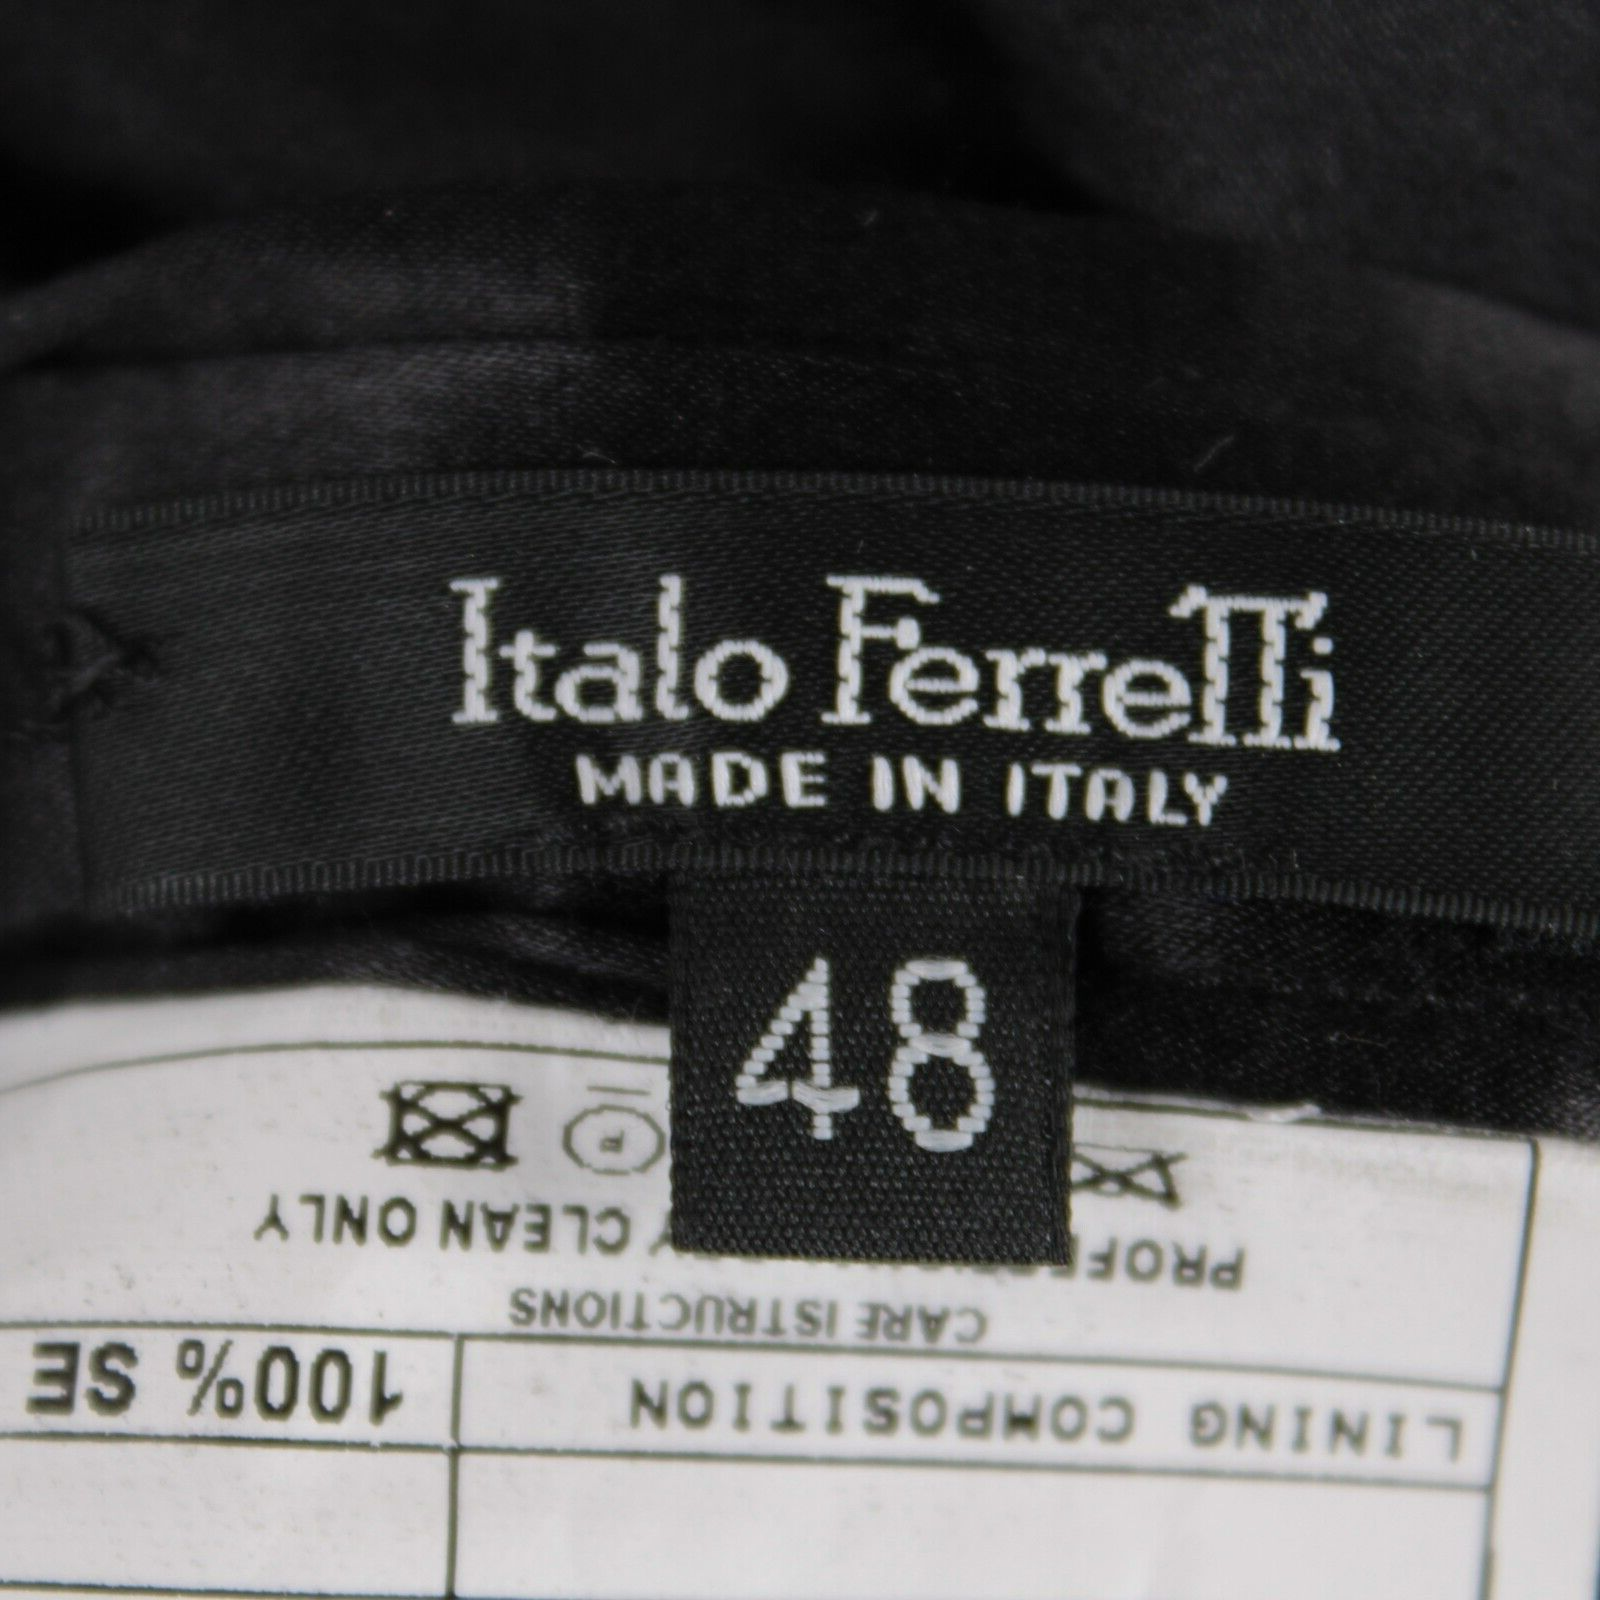 Italo Ferretti
MADE IN ITALY
48
100% SE
LINING COMPOSITION
CARE ISTRUCTIONS
CLEAN ONLY
P